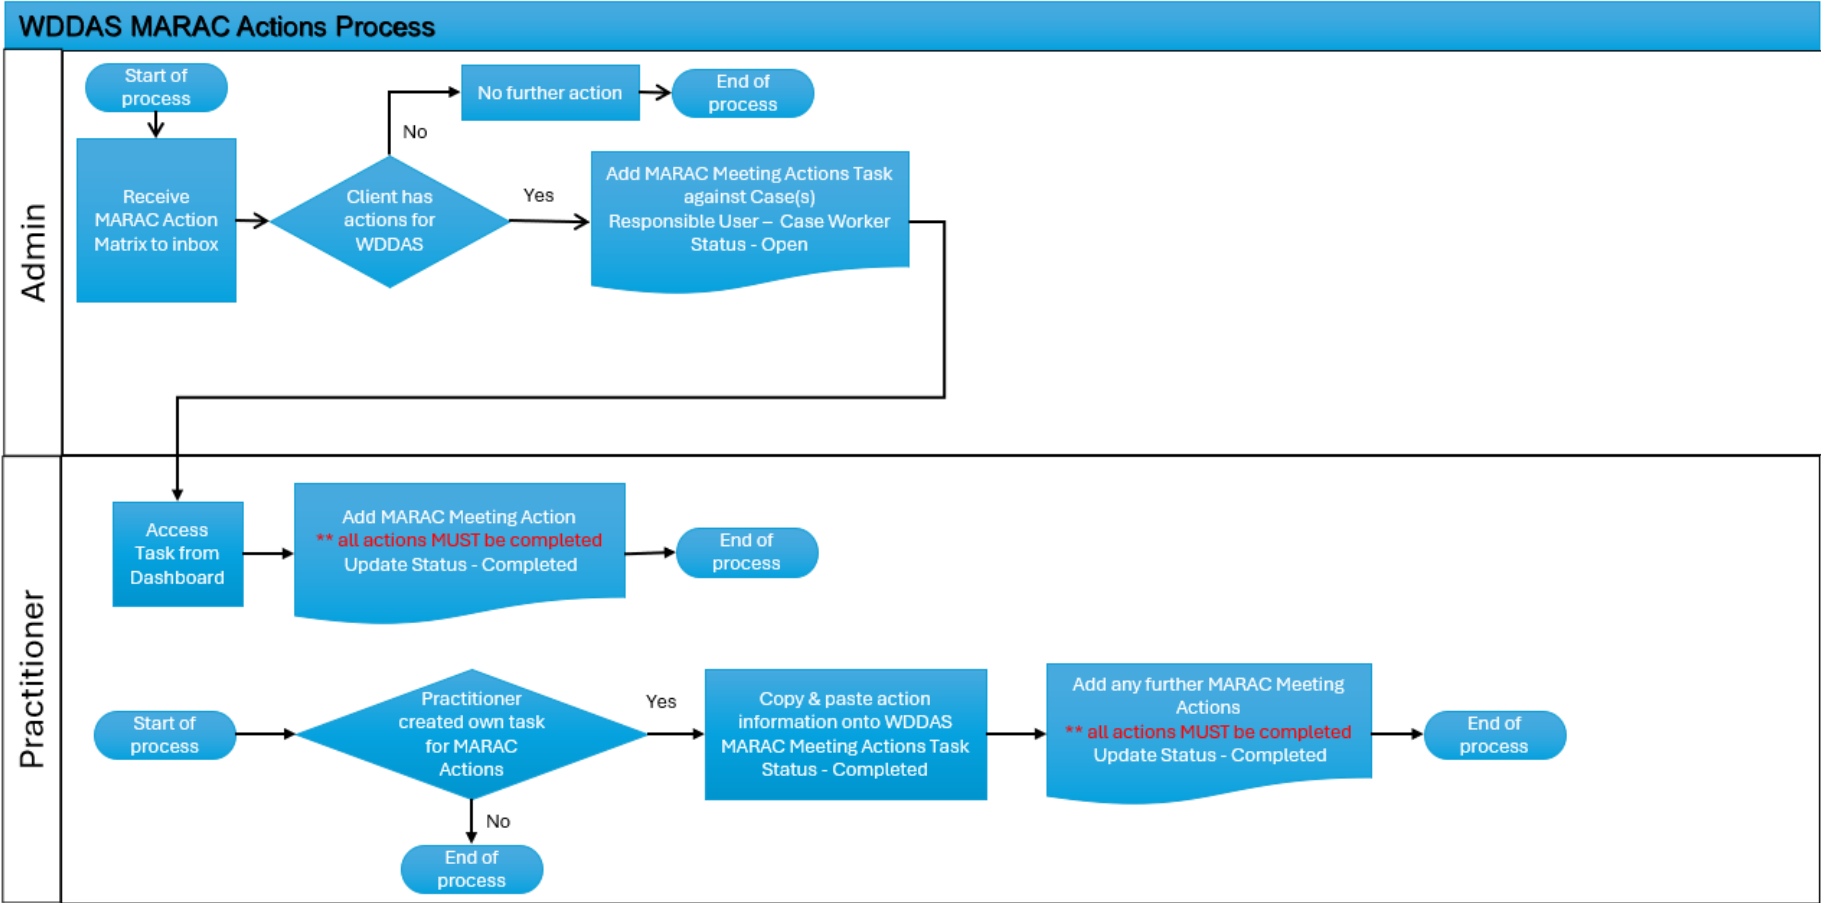 WDDAS MARAC Actions Process
Admin
Start of
process
Receive
MARAC Action
Matrix to inbox
Client has
actions for
WDDAS
No
No further action
End of
process
Yes
Add MARAC Meeting Actions Task
against Case(s)
Responsible User – Case Worker
Status - Open
Practitioner
Access
Task from
Dashboard
Add MARAC Meeting Action
** all actions MUST be completed
Update Status - Completed
End of
process
Start of
process
Practitioner
created own task
for MARAC
Actions
Yes
Copy & paste action
information onto WDDAS
MARAC Meeting Actions Task
Status - Completed
Add any further MARAC Meeting
Actions
** all actions MUST be completed
Update Status - Completed
End of
process
No
End of
process